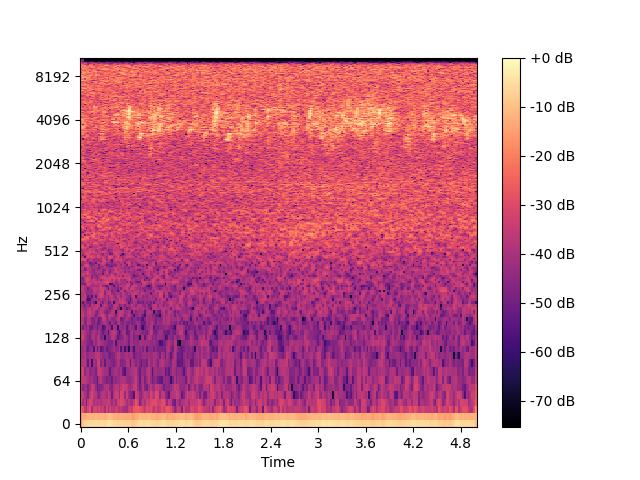 8192
4096
2048
1024
512
256
128
64
0
Hz
0 0.6 1.2 1.8 2.4 3 3.6 4.2 4.8
Time
+0 dB
-10 dB
-20 dB
-30 dB
-40 dB
-50 dB
-60 dB
-70 dB